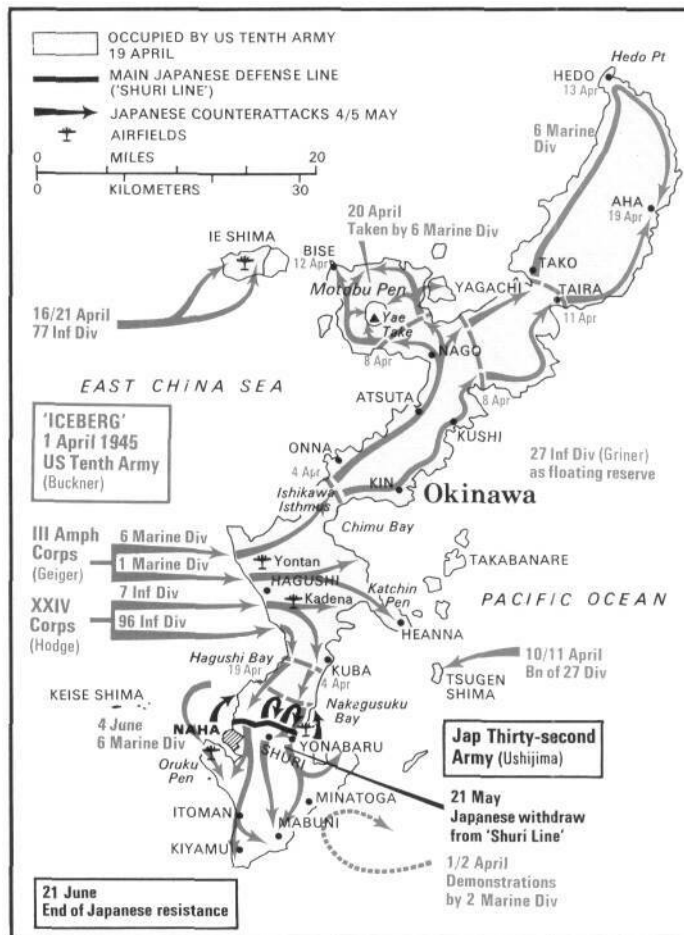 OCCUPIED BY US TENTH ARMY
19 APRIL
MAIN JAPANESE DEFENSE LINE
('SHURI LINE')
JAPANESE COUNTERATTACKS 4/5 MAY
AIRFIELDS
0 MILES 20
0 KILOMETERS 30
Hedo Pt
HEDO
13 Apr
6 Marine
Div
AHA
19 Apr
20 April
Taken by 6 Marine Div
IE SHIMA
BISE
12 Apr
Motobu Pen
YAGACHI
TAKO
TAIRA
11 Apr
Yae
Take
16/21 April
77 Inf Div
8 Apr
NAGO
8 Apr
EAST CHINA SEA
ATSUTA
KUSHI
'ICEBERG'
1 April 1945
US Tenth Army
(Buckner)
ONNA
4 Apr
27 Inf Div (Griner)
as floating reserve
KIN
Okinawa
Ishikawa
Isthmus
Chimu Bay
III Amph
Corps
(Geiger)
6 Marine Div
1 Marine Div
Yontan
HAGUSHI
TAKABANARE
XXIV
Corps
(Hodge)
7 Inf Div
96 Inf Div
Kadena
Katchin
Pen
HEANNA
PACIFIC OCEAN
Hagushi Bay
19 Apr
KUBA
4 Apr
10/11 April
Bn of 27 Div
TSUGEN
SHIMA
KEISE SHIMA
Nakagusuku
Bay
4 June
6 Marine Div
NAHA
SHURI
YONABARU
Oruku
Pen
Jap Thirty-second
Army (Ushijima)
21 May
Japanese withdraw
from 'Shuri Line'
ITOMAN
MINATOGA
MABUNI
KIYAMU
1/2 April
Demonstrations
by 2 Marine Div
21 June
End of Japanese resistance